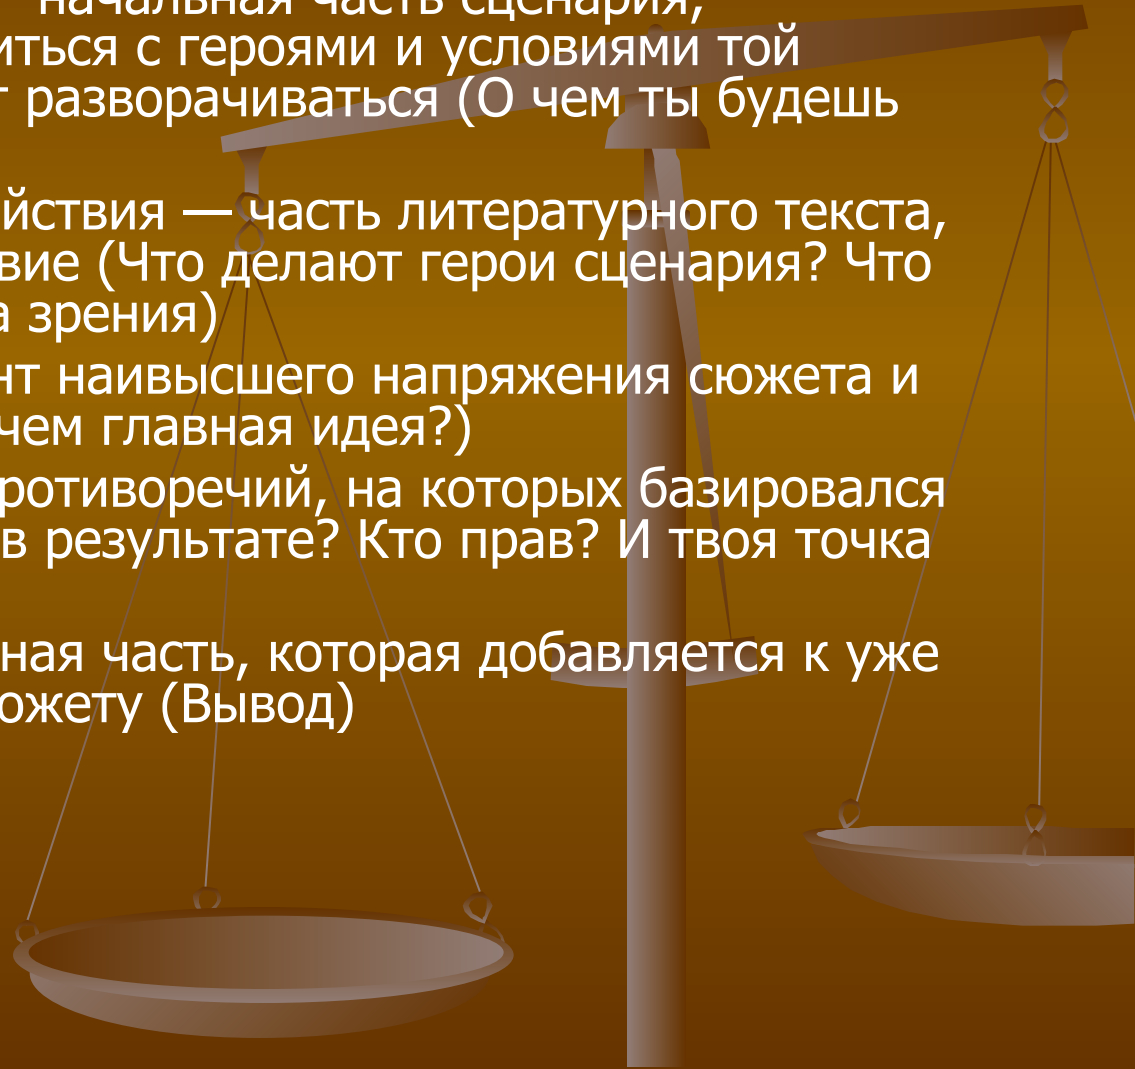 начальная часть сценария,
иться с героями и условиями той
т разворачиваться (О чем ты будешь
йствия — часть литературного текста,
вие (Что делают герои сценария? Что
а зрения)
нт наивысшего напряжения сюжета и
чем главная идея?)
ротиворечий, на которых базировался
в результате? Кто прав? И твоя точка
ная часть, которая добавляется к уже
ожету (Вывод)